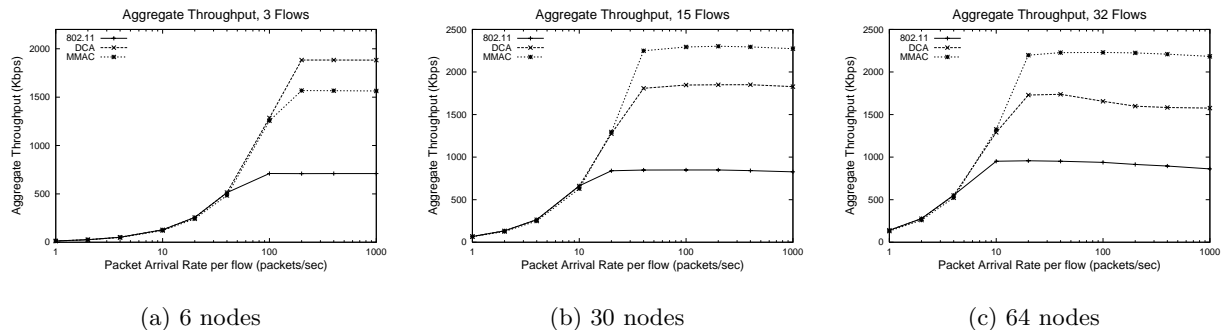 Aggregate Throughput, 3 Flows
802.11
DCA
MMAC
Aggregate Throughput (Kbps)
2000
1500
1000
500
0
1
10
100
1000
Packet Arrival Rate per flow (packets/sec)
(a) 6 nodes
Aggregate Throughput, 15 Flows
802.11
DCA
MMAC
Aggregate Throughput (Kbps)
2500
2000
1500
1000
500
0
1
10
100
1000
Packet Arrival Rate per flow (packets/sec)
(b) 30 nodes
Aggregate Throughput, 32 Flows
802.11
DCA
MMAC
Aggregate Throughput (Kbps)
2500
2000
1500
1000
500
0
1
10
100
1000
Packet Arrival Rate per flow (packets/sec)
(c) 64 nodes